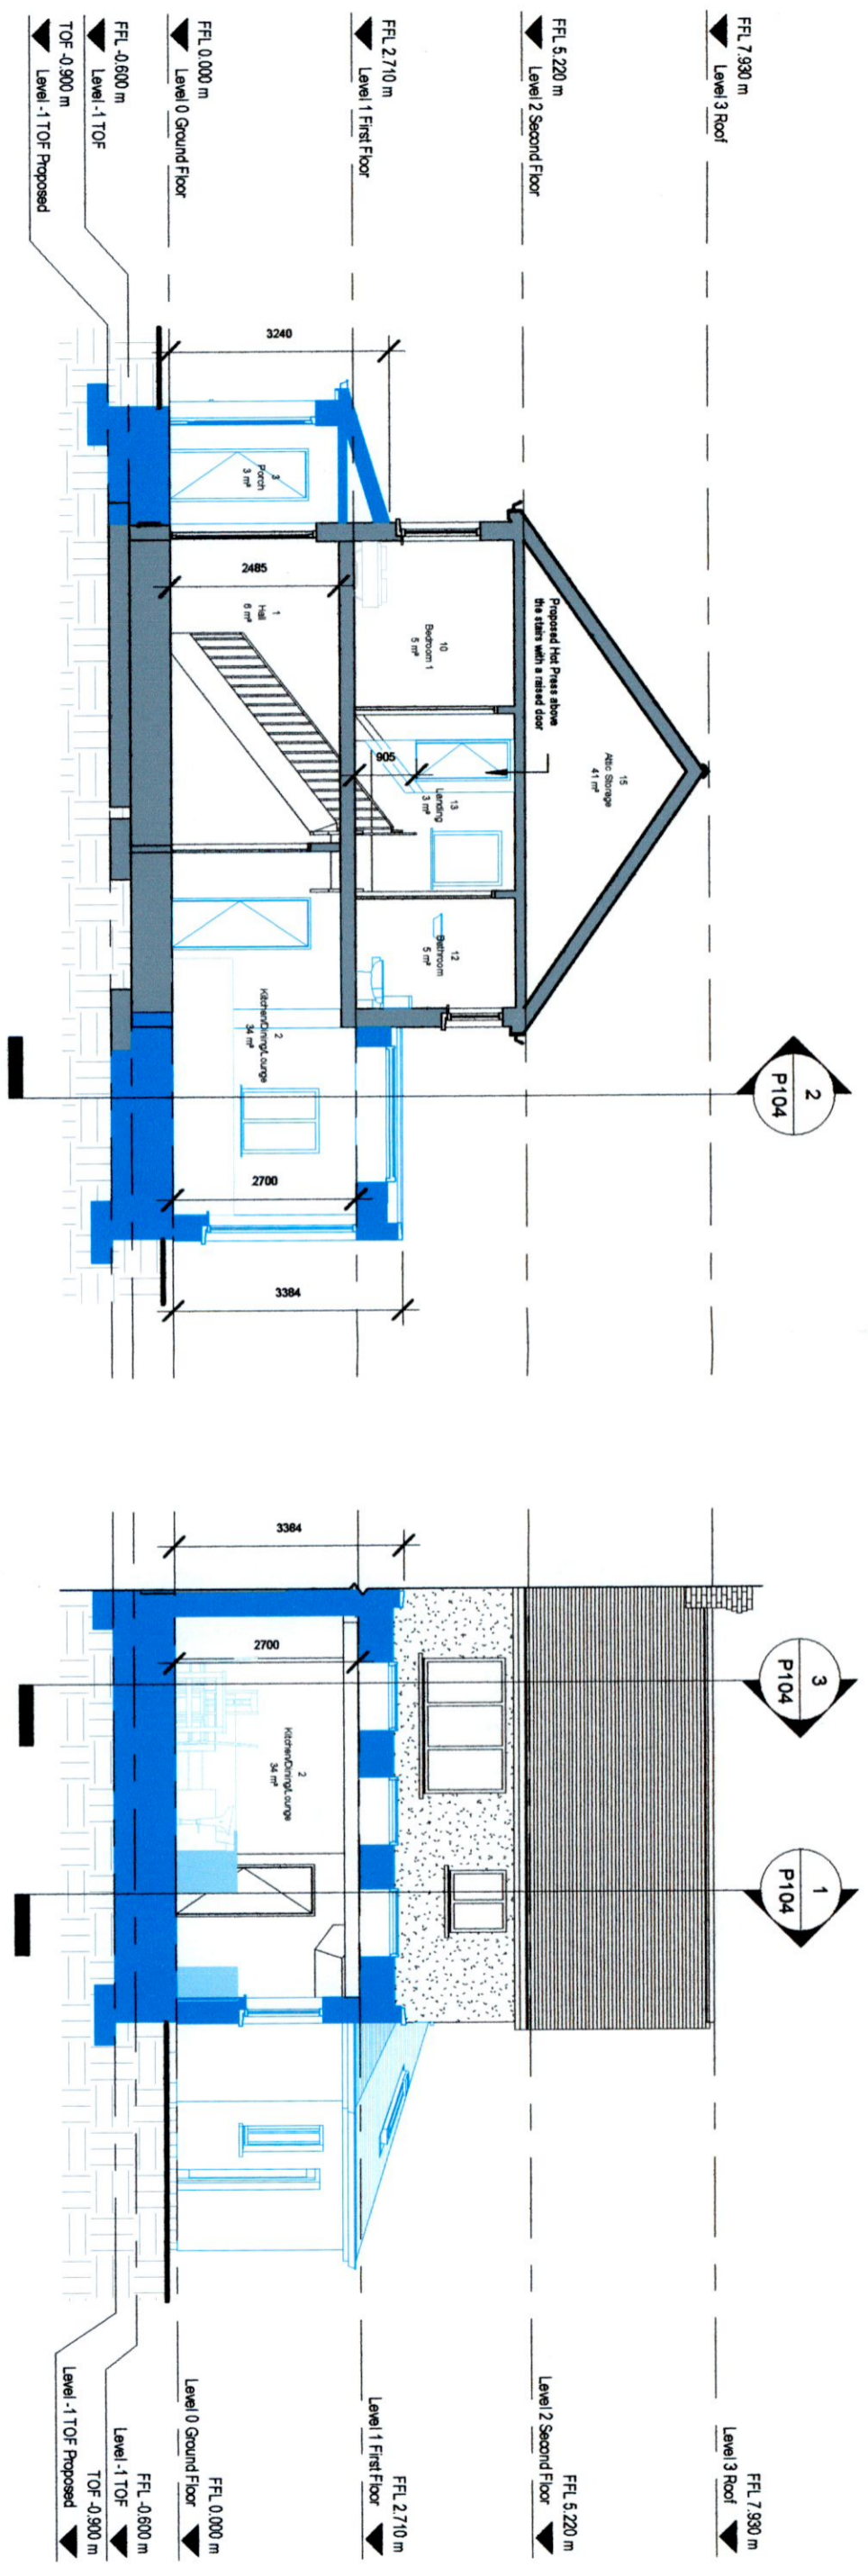 FFL 7.930 m
Level 3 Roof
FFL 5.220 m
Level 2 Second Floor
FFL 2.710 m
Level 1 First Floor
FFL 0.000 m
Level 0 Ground Floor
FFL -0.600 m
Level -1 TOF
TOF -0.900 m
Level -1 TOF Proposed
15
Attic Storage
41 m²
Proposed Hot Press above
the stairs with a raised door
10
Bedroom 1
5 m²
13
Landing
3 m²
905
12
Bathroom
5 m²
3240
3
Porch
3 m²
2485
1
Hall
6 m²
2
Kitchen/Dining/Lounge
34 m²
2700
3384
2
P104
3
P104
1
P104
3384
2700
2
Kitchen/Dining/Lounge
34 m²
FFL 7.930 m
Level 3 Roof
FFL 5.220 m
Level 2 Second Floor
FFL 2.710 m
Level 1 First Floor
FFL 0.000 m
Level 0 Ground Floor
FFL -0.600 m
Level -1 TOF
TOF -0.900 m
Level -1 TOF Proposed